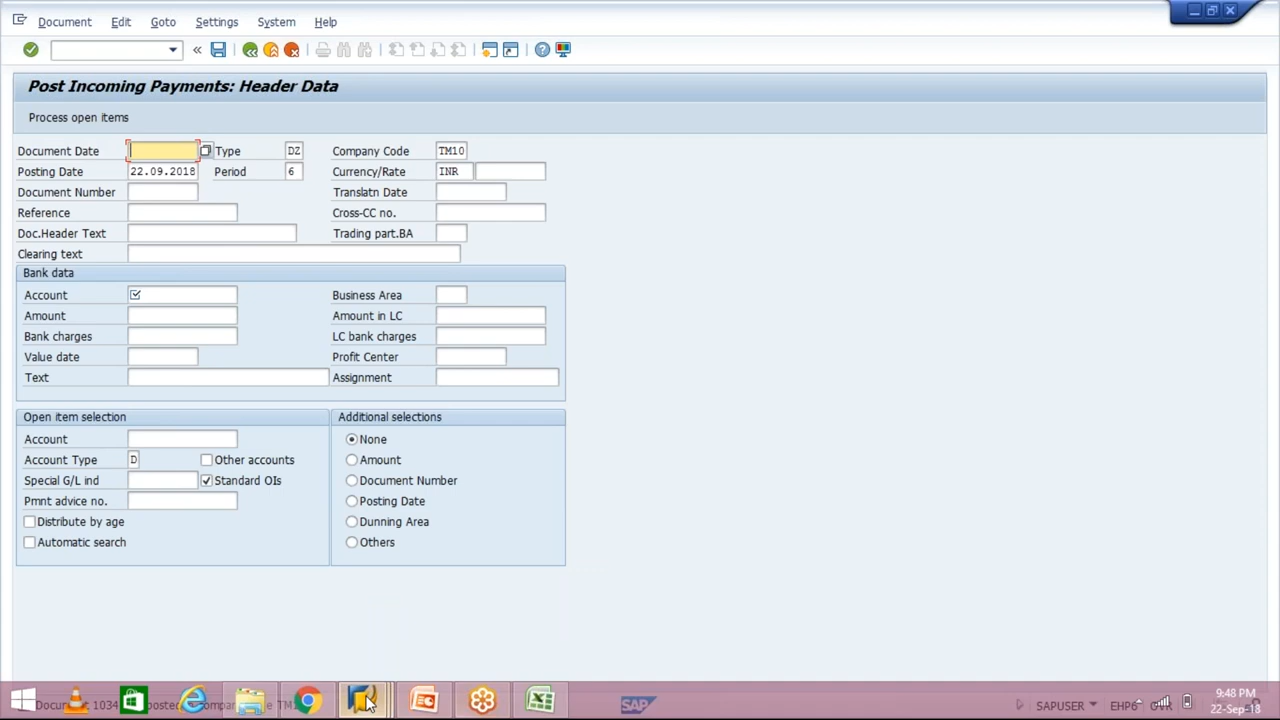 Document Edit Goto Settings System Help
Post Incoming Payments: Header Data
Process open items
Document Date Type DZ Company Code TM10
Posting Date 22.09.2018 Period 6 Currency/Rate INR
Document Number Translatn Date
Reference Cross-CC no.
Doc.Header Text Trading part.BA
Clearing text
Bank data
Account Business Area
Amount Amount in LC
Bank charges LC bank charges
Value date Profit Center
Text Assignment
Open item selection Additional selections
Account None
Account Type D Other accounts Amount
Special G/L ind Standard OIs Document Number
Pmnt advice no. Posting Date
Distribute by age Dunning Area
Automatic search Others
9:48 PM
SAP SAPUSER EHP6
22-Sep-18